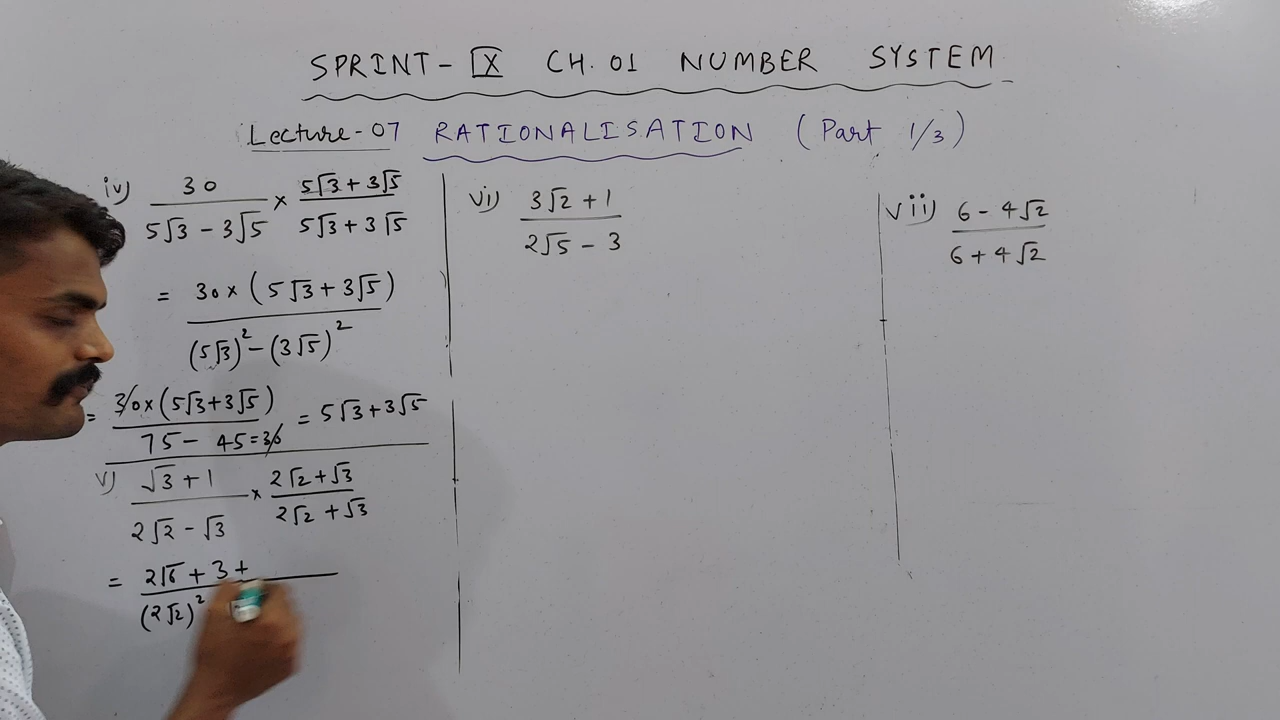 SPRINT- IX CH. 01 NUMBER SYSTEM
Lecture-07 RATIONALISATION (Part 1/3)
iv) 30 / 5√3 - 3√5 × 5√3 + 3√5 / 5√3 + 3√5
= 30 × (5√3 + 3√5) / (5√3)² - (3√5)²
= 30 × (5√3 + 3√5) / 75 - 45 = 30 = 5√3 + 3√5
v) √3 + 1 / 2√2 - √3 × 2√2 + √3 / 2√2 + √3
= 2√6 + 3 + / (2√2)²
vi) 3√2 + 1 / 2√5 - 3
vii) 6 - 4√2 / 6 + 4√2